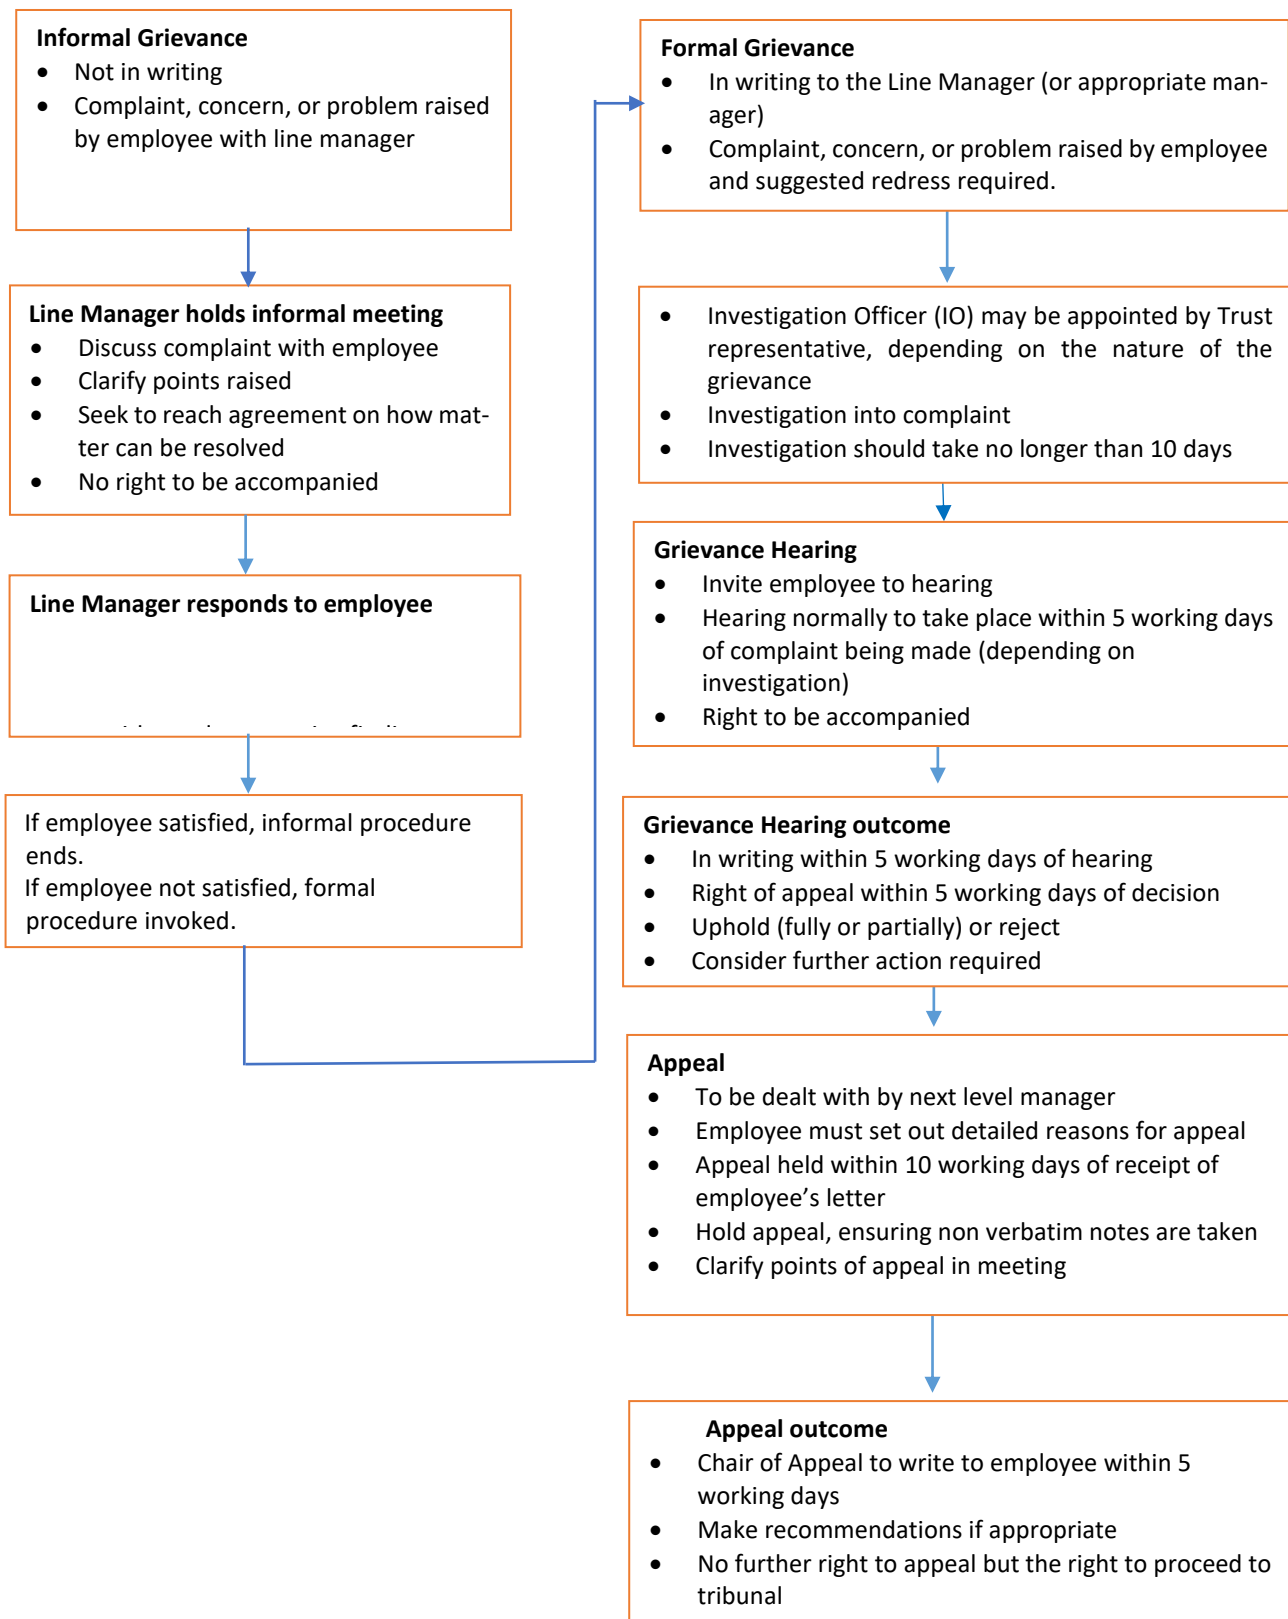 Informal Grievance
• Not in writing
• Complaint, concern, or problem raised
by employee with line manager
Line Manager holds informal meeting
• Discuss complaint with employee
• Clarify points raised
• Seek to reach agreement on how mat-
ter can be resolved
• No right to be accompanied
Line Manager responds to employee
If employee satisfied, informal procedure
ends.
If employee not satisfied, formal
procedure invoked.
Formal Grievance
• In writing to the Line Manager (or appropriate man-
ager)
• Complaint, concern, or problem raised by employee
and suggested redress required.
• Investigation Officer (IO) may be appointed by Trust
representative, depending on the nature of the
grievance
• Investigation into complaint
• Investigation should take no longer than 10 days
Grievance Hearing
• Invite employee to hearing
• Hearing normally to take place within 5 working days
of complaint being made (depending on
investigation)
• Right to be accompanied
Grievance Hearing outcome
• In writing within 5 working days of hearing
• Right of appeal within 5 working days of decision
• Uphold (fully or partially) or reject
• Consider further action required
Appeal
• To be dealt with by next level manager
• Employee must set out detailed reasons for appeal
• Appeal held within 10 working days of receipt of
employee’s letter
• Hold appeal, ensuring non verbatim notes are taken
• Clarify points of appeal in meeting
Appeal outcome
• Chair of Appeal to write to employee within 5
working days
• Make recommendations if appropriate
• No further right to appeal but the right to proceed to
tribunal